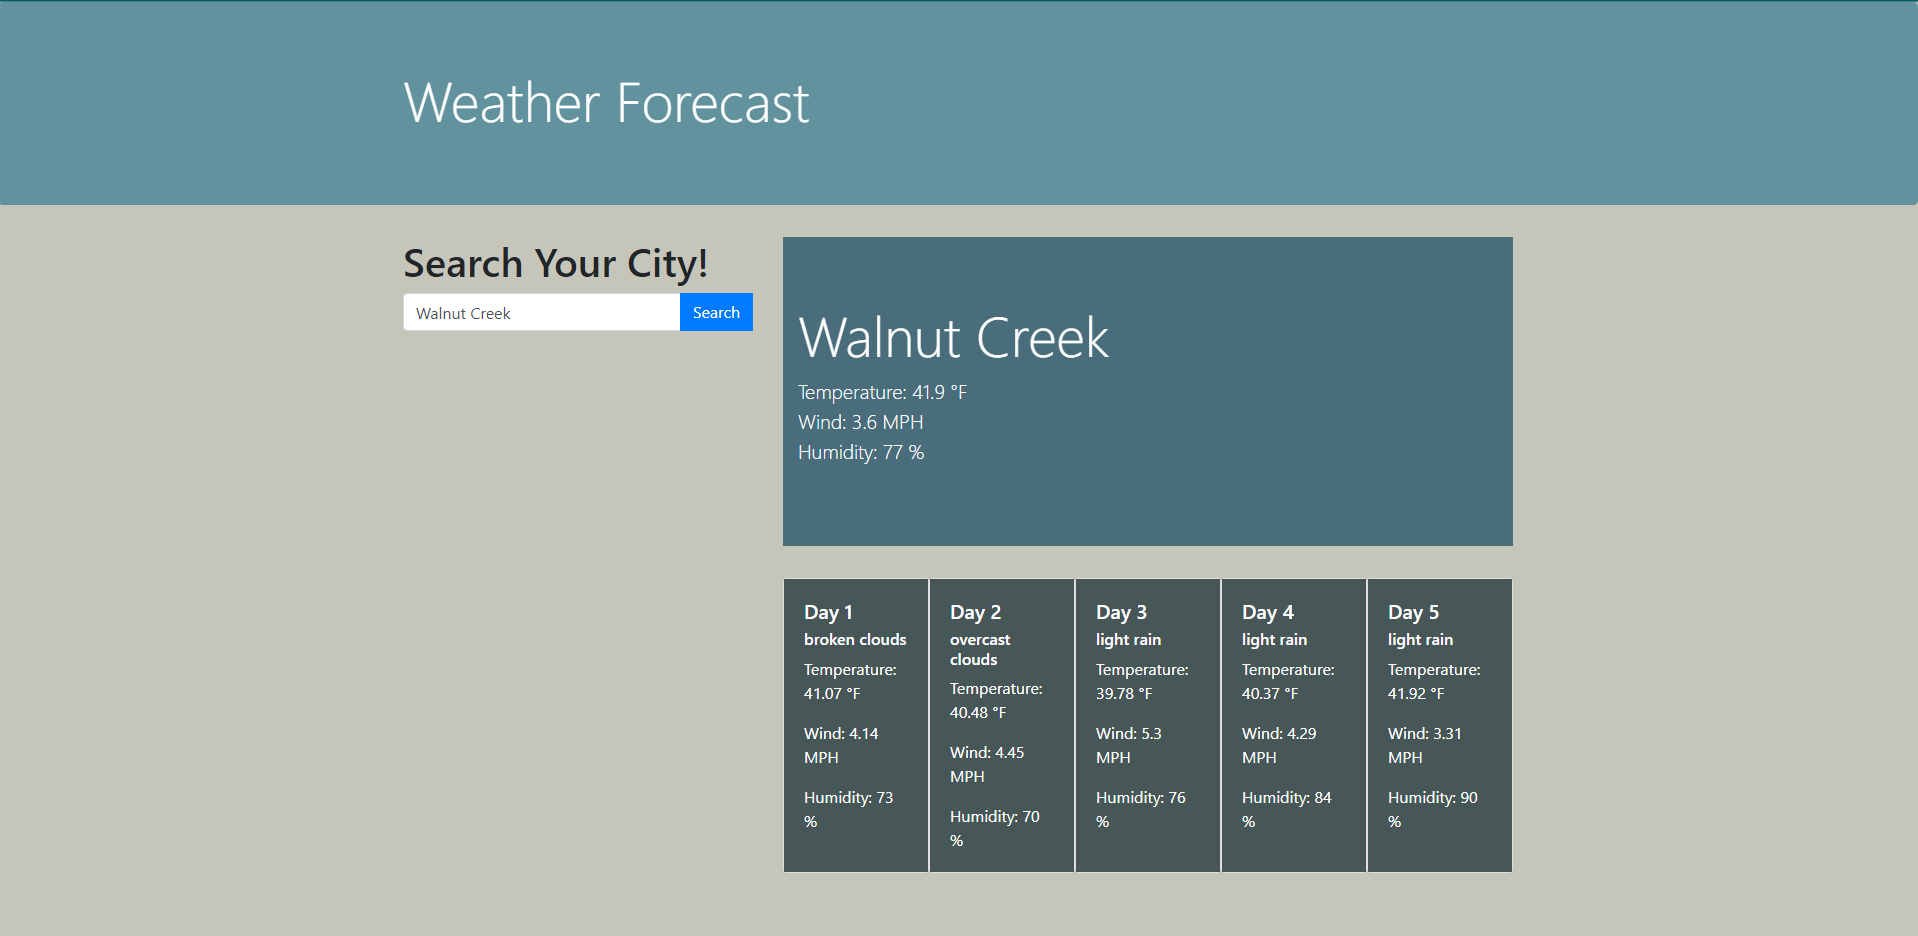 Weather Forecast
Search Your City!
Walnut Creek
Search
Walnut Creek
Temperature: 41.9 °F
Wind: 3.6 MPH
Humidity: 77 %
Day 1
broken clouds
Temperature:
41.07 °F
Wind: 4.14
MPH
Humidity: 73
%
Day 2
overcast
clouds
Temperature:
40.48 °F
Wind: 4.45
MPH
Humidity: 70
%
Day 3
light rain
Temperature:
39.78 °F
Wind: 5.3
MPH
Humidity: 76
%
Day 4
light rain
Temperature:
40.37 °F
Wind: 4.29
MPH
Humidity: 84
%
Day 5
light rain
Temperature:
41.92 °F
Wind: 3.31
MPH
Humidity: 90
%